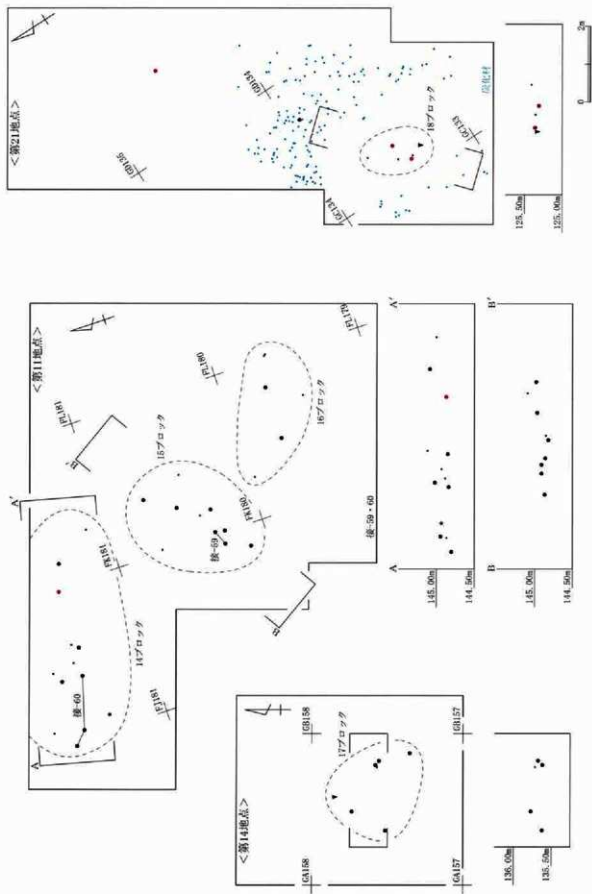 <第21地点>
GD136
GD134
GC134
18ブロック
GC133
炭化材
125.50m
125.00m
0
2m
<第11地点>
FL181
FL180
FL179
A'
B'
15ブロック
16ブロック
FK181
14ブロック
接-60
接-59
FK180
A
FJ181
B
接-59・60
A
A'
145.00m
144.50m
B
B'
145.00m
144.50m
<第14地点>
GA158
GB158
17ブロック
GA157
GB157
136.00m
135.50m